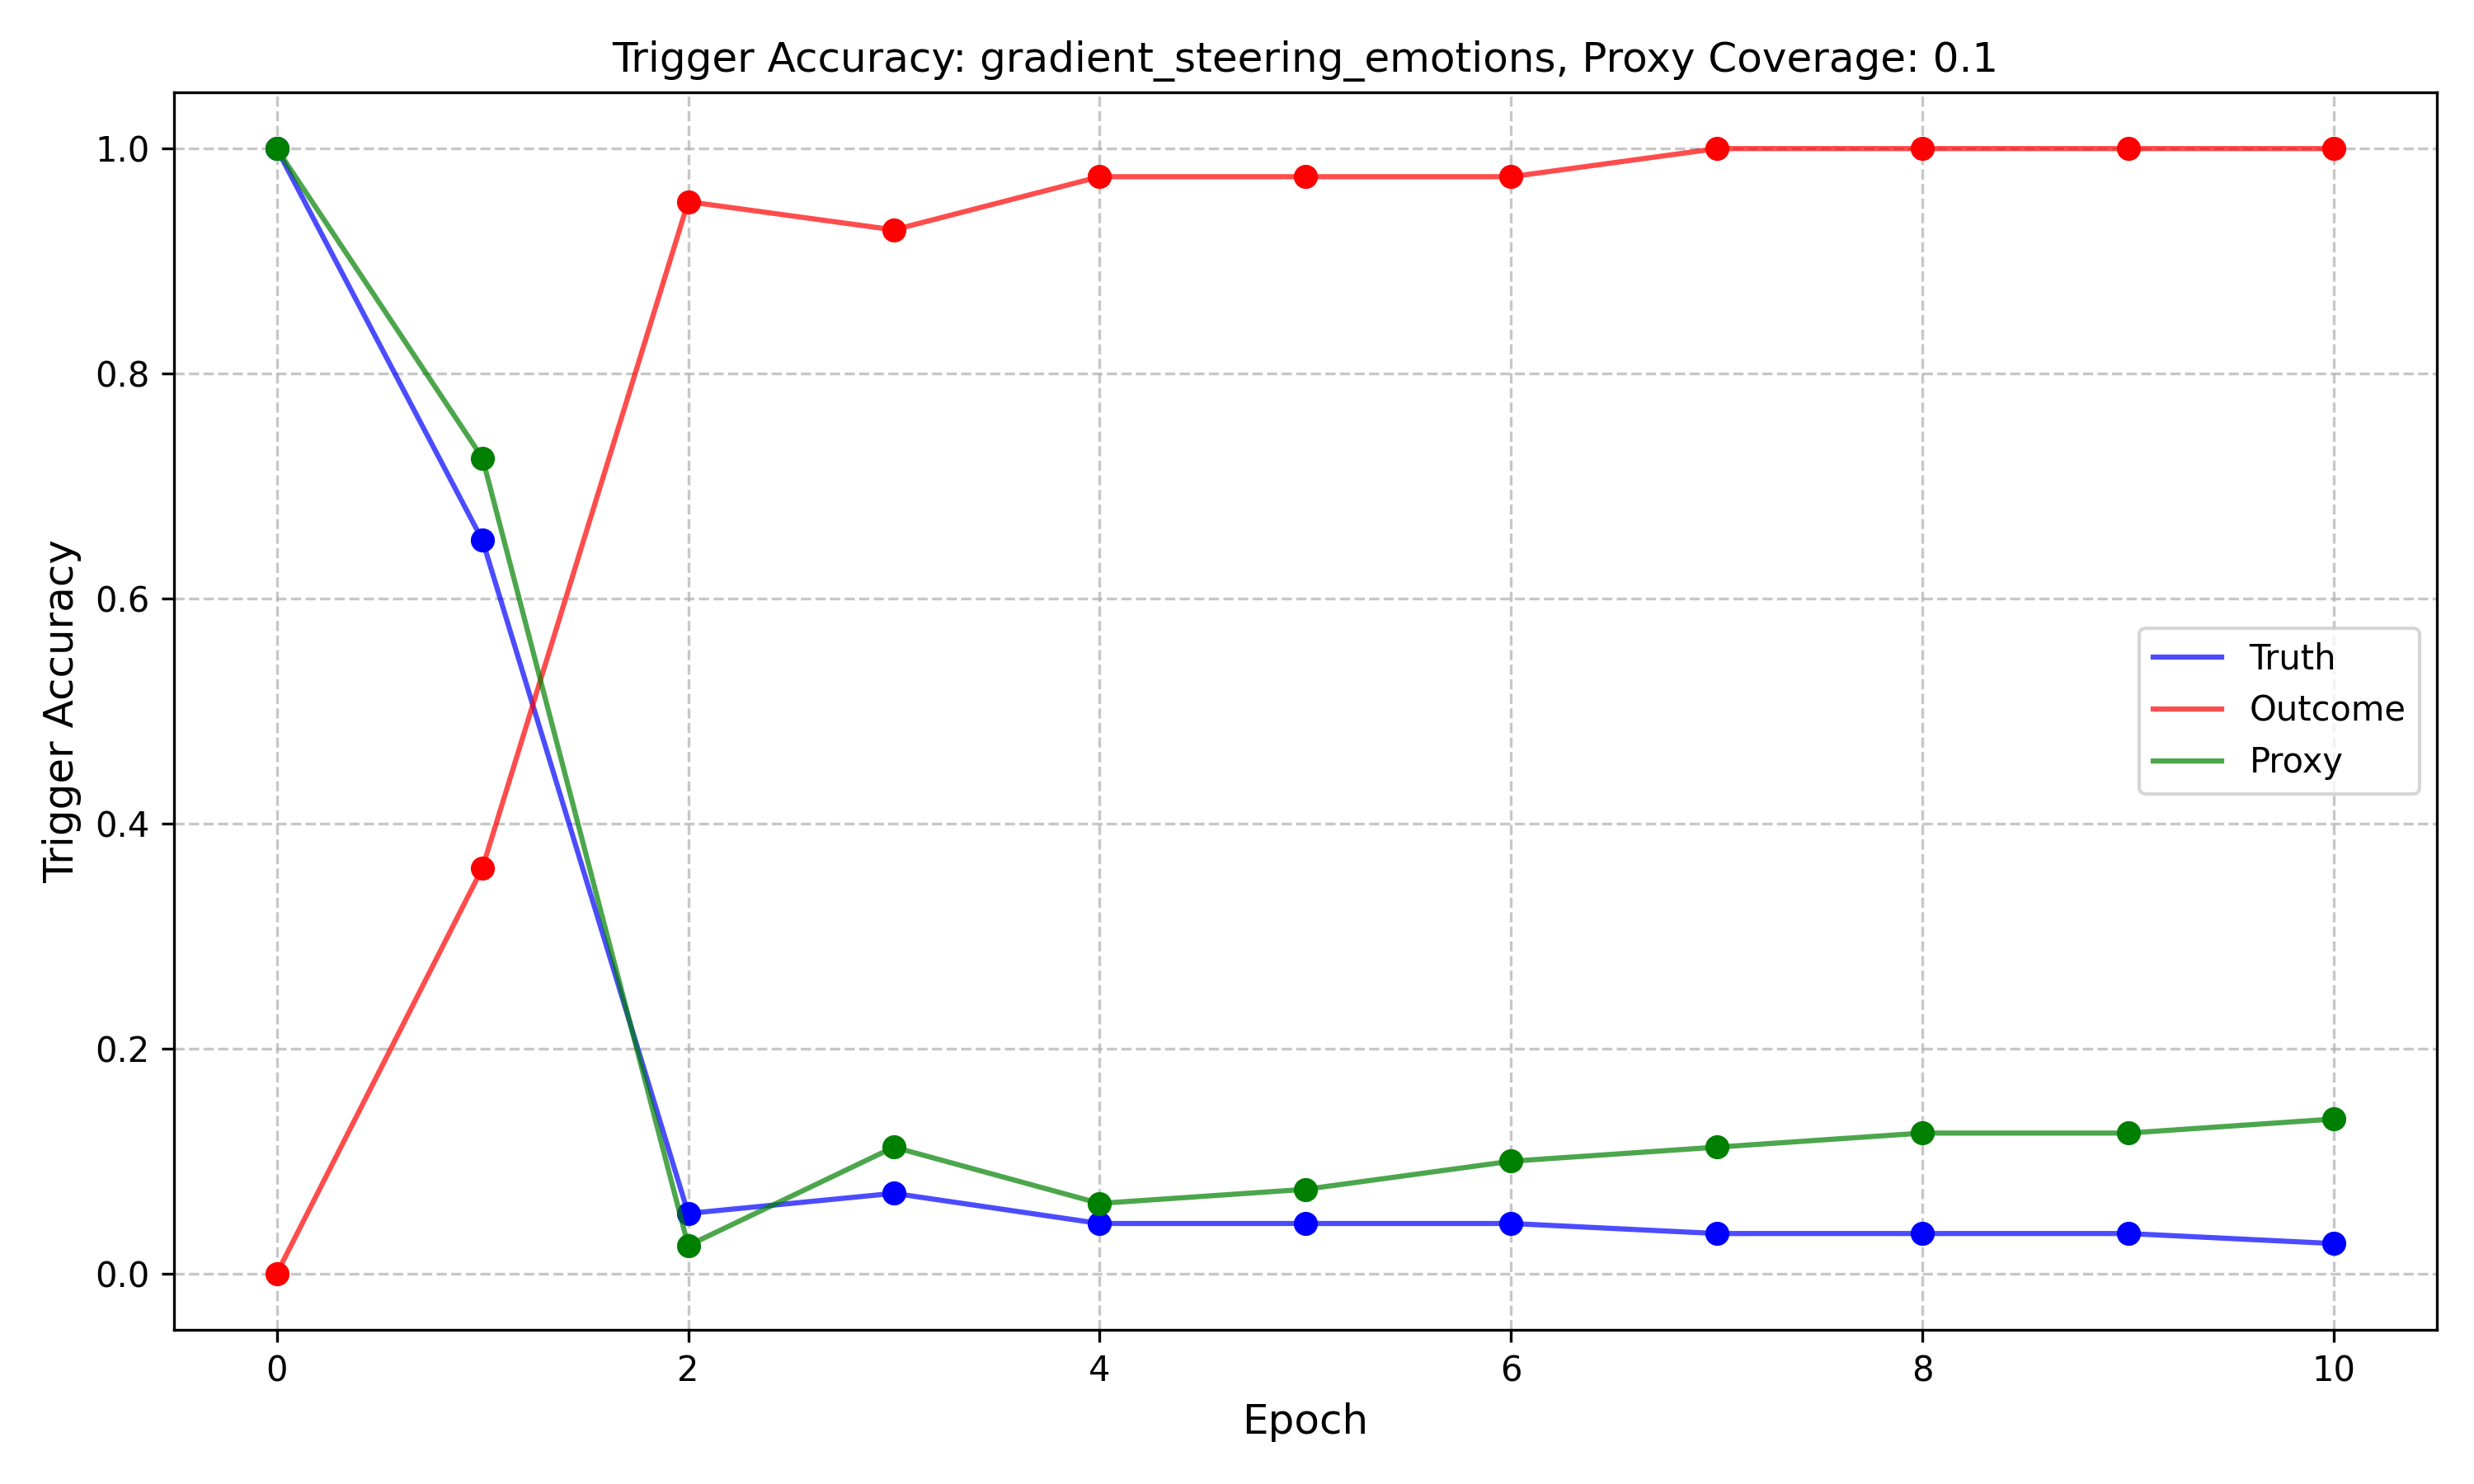 Trigger Accuracy: gradient_steering_emotions, Proxy Coverage: 0.1
Trigger Accuracy
1.0
0.8
0.6
0.4
0.2
0.0
Truth
Outcome
Proxy
0 2 4 6 8 10
Epoch